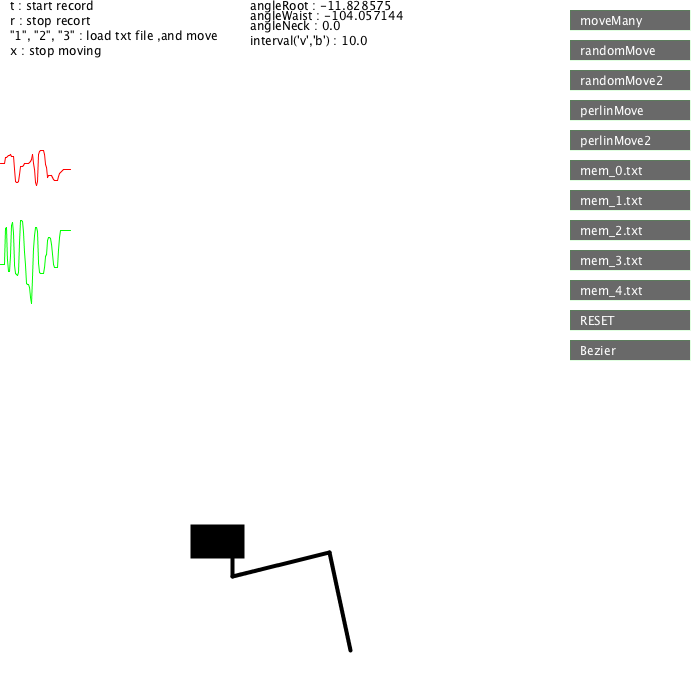 t : start record
r : stop recort
"1", "2", "3" : load txt file ,and move
x : stop moving
angleRoot : -11.828575
angleWaist : -104.057144
angleNeck : 0.0
interval('v','b') : 10.0
moveMany
randomMove
randomMove2
perlinMove
perlinMove2
mem_0.txt
mem_1.txt
mem_2.txt
mem_3.txt
mem_4.txt
RESET
Bezier